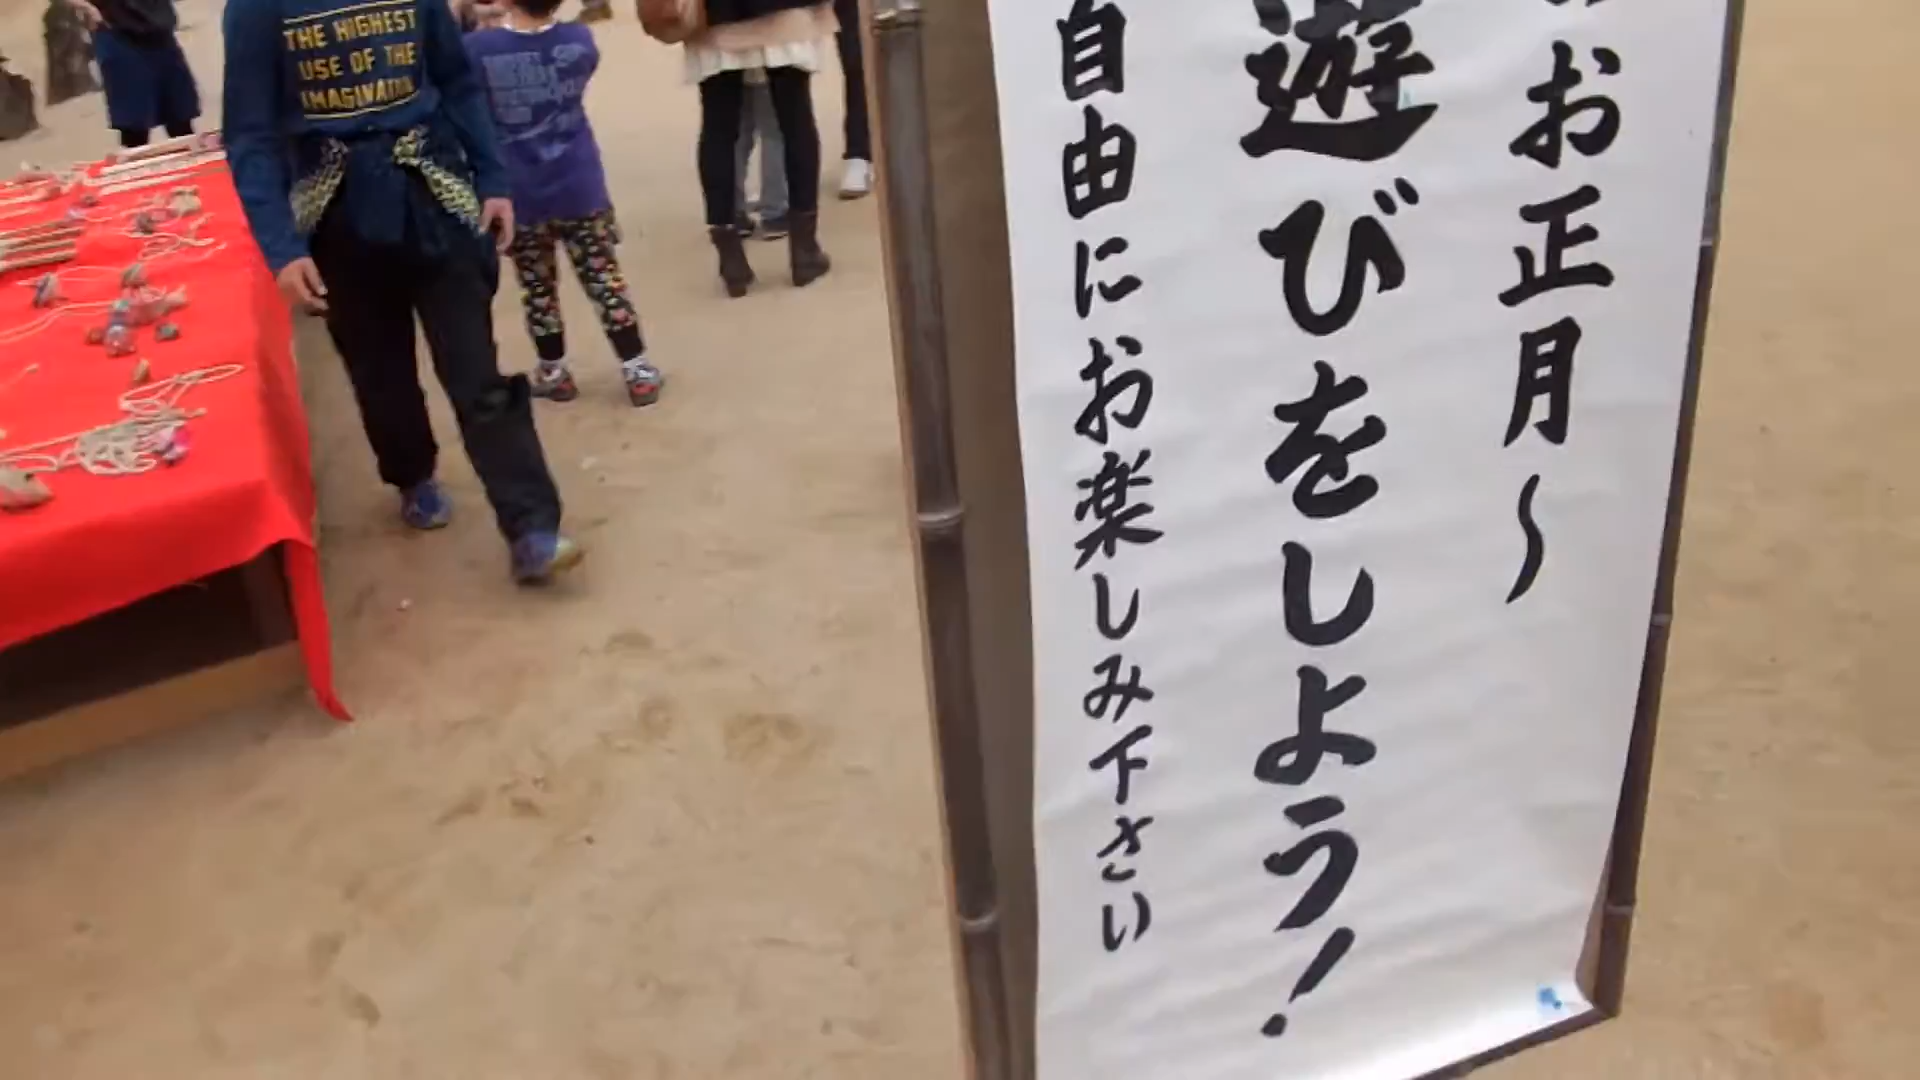 お正月〜
遊びをしよう!
自由にお楽しみ下さい
THE HIGHEST
USE OF THE
IMAGINATION